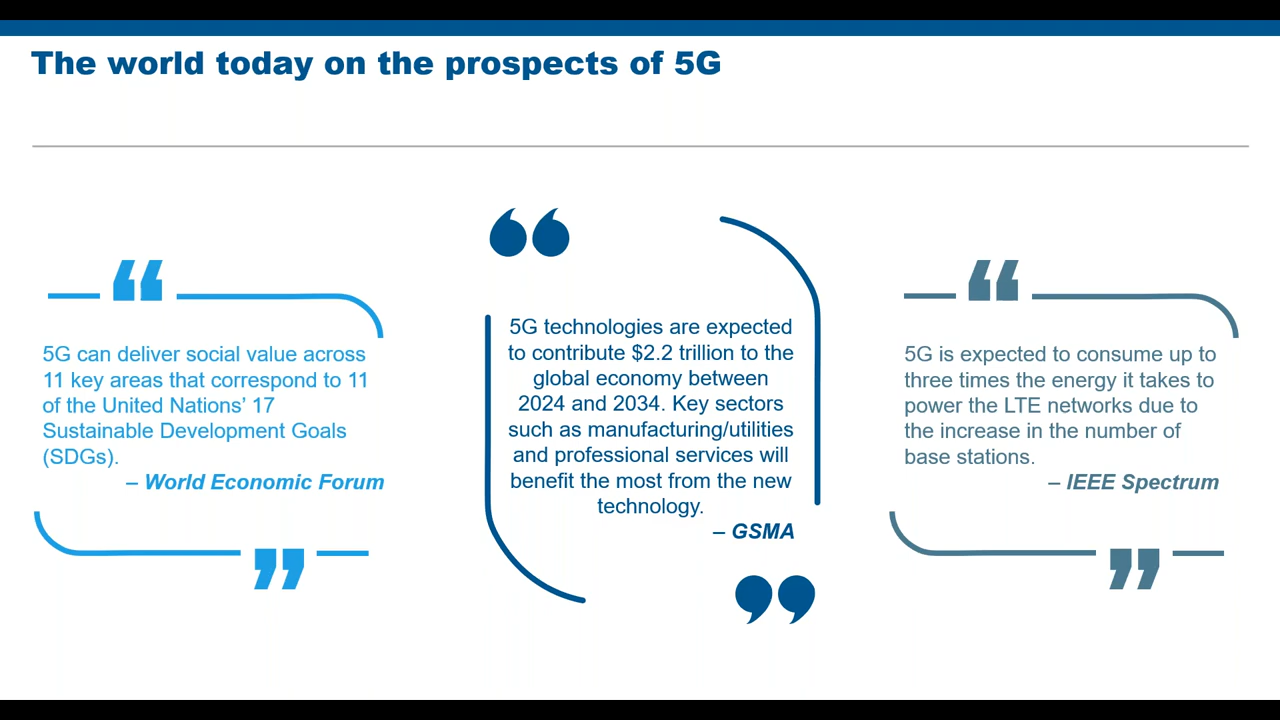 The world today on the prospects of 5G
5G can deliver social value across
11 key areas that correspond to 11
of the United Nations’ 17
Sustainable Development Goals
(SDGs).
– World Economic Forum
5G technologies are expected
to contribute $2.2 trillion to the
global economy between
2024 and 2034. Key sectors
such as manufacturing/utilities
and professional services will
benefit the most from the new
technology.
– GSMA
5G is expected to consume up to
three times the energy it takes to
power the LTE networks due to
the increase in the number of
base stations.
– IEEE Spectrum